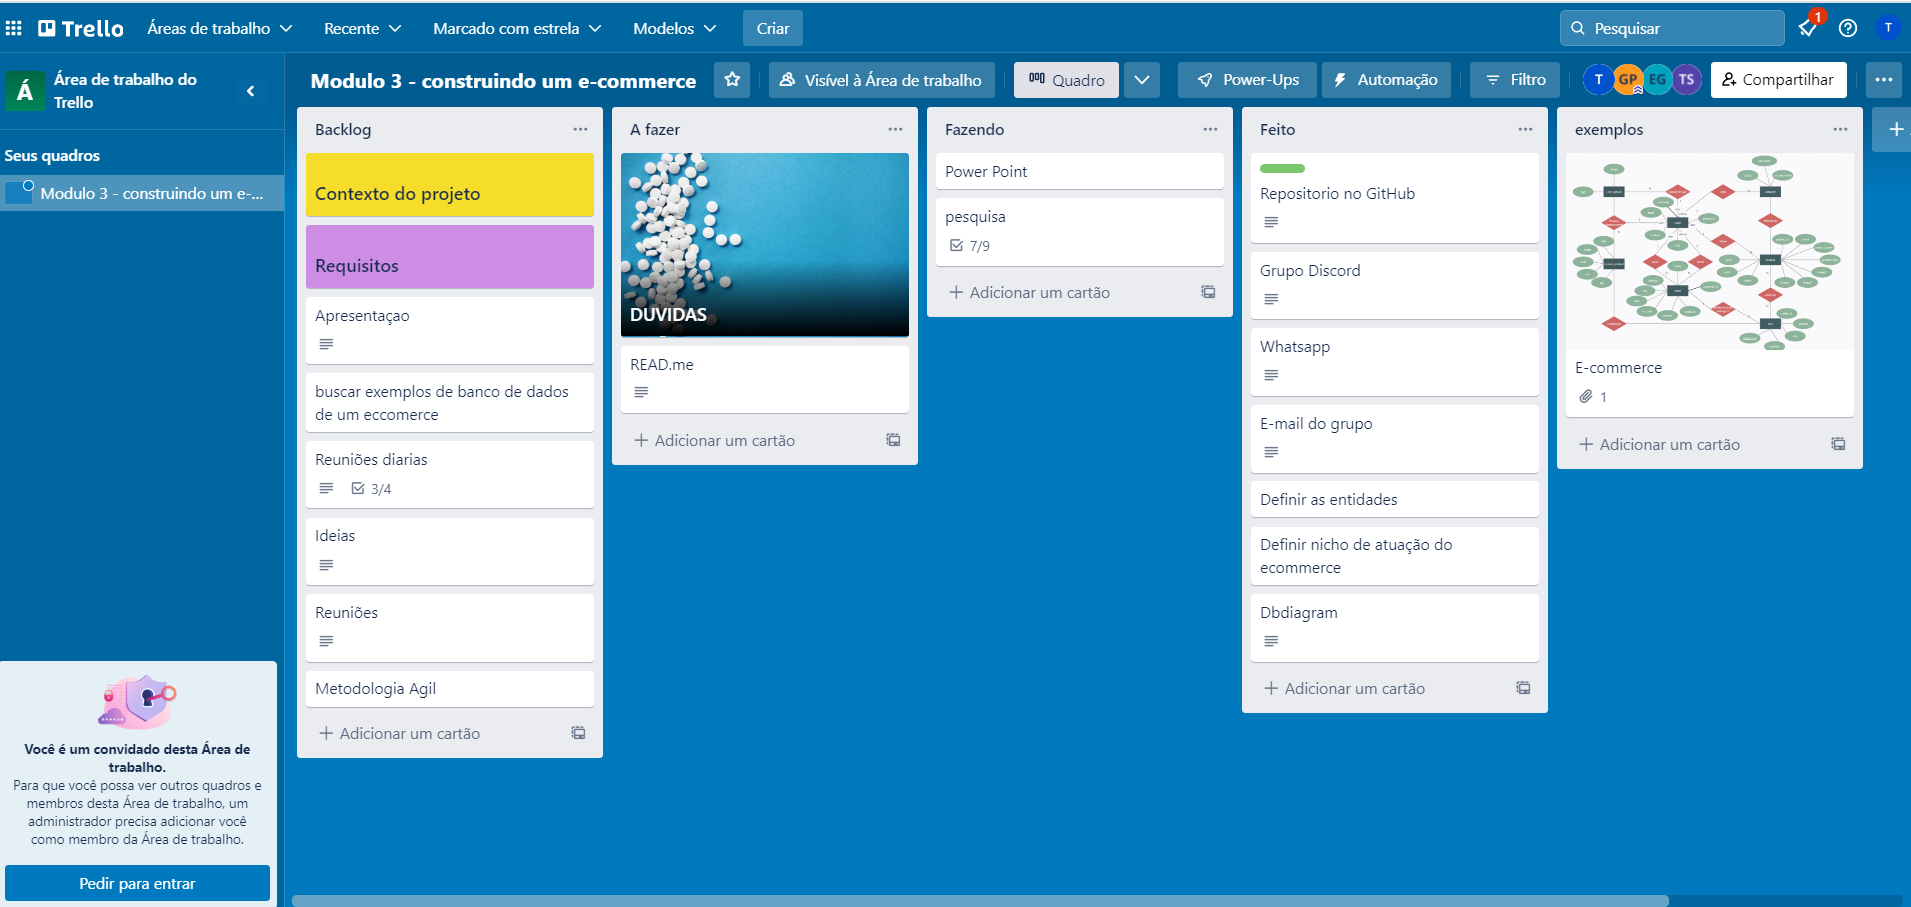 Trello
Áreas de trabalho
Recente
Marcado com estrela
Modelos
Criar
Pesquisar
1
T
Á
Área de trabalho do
Trello
Modulo 3 - construindo um e-commerce
Visível à Área de trabalho
Quadro
Power-Ups
Automação
Filtro
T
GP
EG
TS
Compartilhar
Seus quadros
Modulo 3 - construindo um e-...
Você é um convidado desta Área de
trabalho.
Para que você possa ver outros quadros e
membros desta Área de trabalho, um
administrador precisa adicionar você
como membro da Área de trabalho.
Pedir para entrar
Backlog
Contexto do projeto
Requisitos
Apresentaçao
buscar exemplos de banco de dados
de um eccomerce
Reuniões diarias
3/4
Ideias
Reuniões
Metodologia Agil
Adicionar um cartão
A fazer
DUVIDAS
READ.me
Adicionar um cartão
Fazendo
Power Point
pesquisa
7/9
Adicionar um cartão
Feito
Repositorio no GitHub
Grupo Discord
Whatsapp
E-mail do grupo
Definir as entidades
Definir nicho de atuação do
ecommerce
Dbdiagram
Adicionar um cartão
exemplos
E-commerce
1
Adicionar um cartão